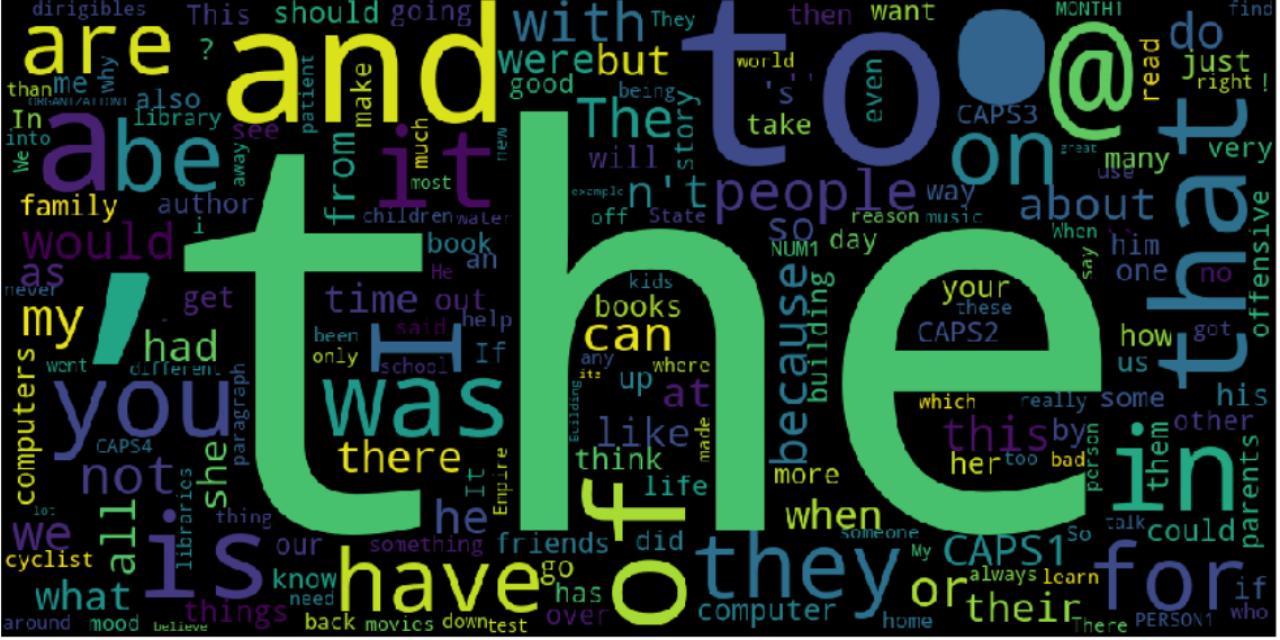 dirigibles This should going with They then want MONTH1 find
are ? and were but to world . @ read do
than me why patient make good being 's '' even CAPS3 just right !
ORGANIZATION1 also library see
In a be it much new The story take on great many that very
into We away from most will n't people way use
family author i children water example off State reason music about
would book so day NUM1 When `` him
as He an kids your say one no offensive
never get time out books these
my , had been said help can because building CAPS2 how got
only I If any where us
went different school its up at which really some his
computers you paragraph was Building like made this by other
CAPS4 there think her too bad person them in
not libraries she It Empire life more parents
lot thing he of when talk could
we all our something friends did someone So
cyclist is have go they My CAPS1 for
what know need has computer or always learn if
things over their who
around mood believe back movies down test home There PERSON1